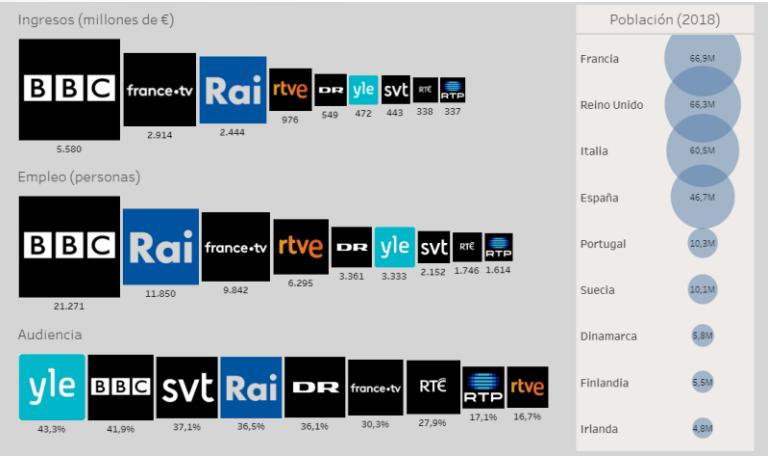 Ingresos (millones de €)
BBC
france•tv
Rai
rtve
DR
yle
svt
RTÉ
RTP
5.580
2.914
2.444
976
549
472
443
338
337
Empleo (personas)
BBC
Rai
france•tv
rtve
DR
yle
svt
RTÉ
RTP
21.271
11.850
9.842
6.295
3.361
3.333
2.152
1.746
1.614
Audiencia
yle
BBC
svt
Rai
DR
france•tv
RTÉ
RTP
rtve
43,3%
41,9%
37,1%
36,5%
36,1%
30,3%
27,9%
17,1%
16,7%
Población (2018)
Francia 66,9M
Reino Unido 66,3M
Italia 60,5M
España 46,7M
Portugal 10,3M
Suecia 10,1M
Dinamarca 5,8M
Finlandia 5,5M
Irlanda 4,8M